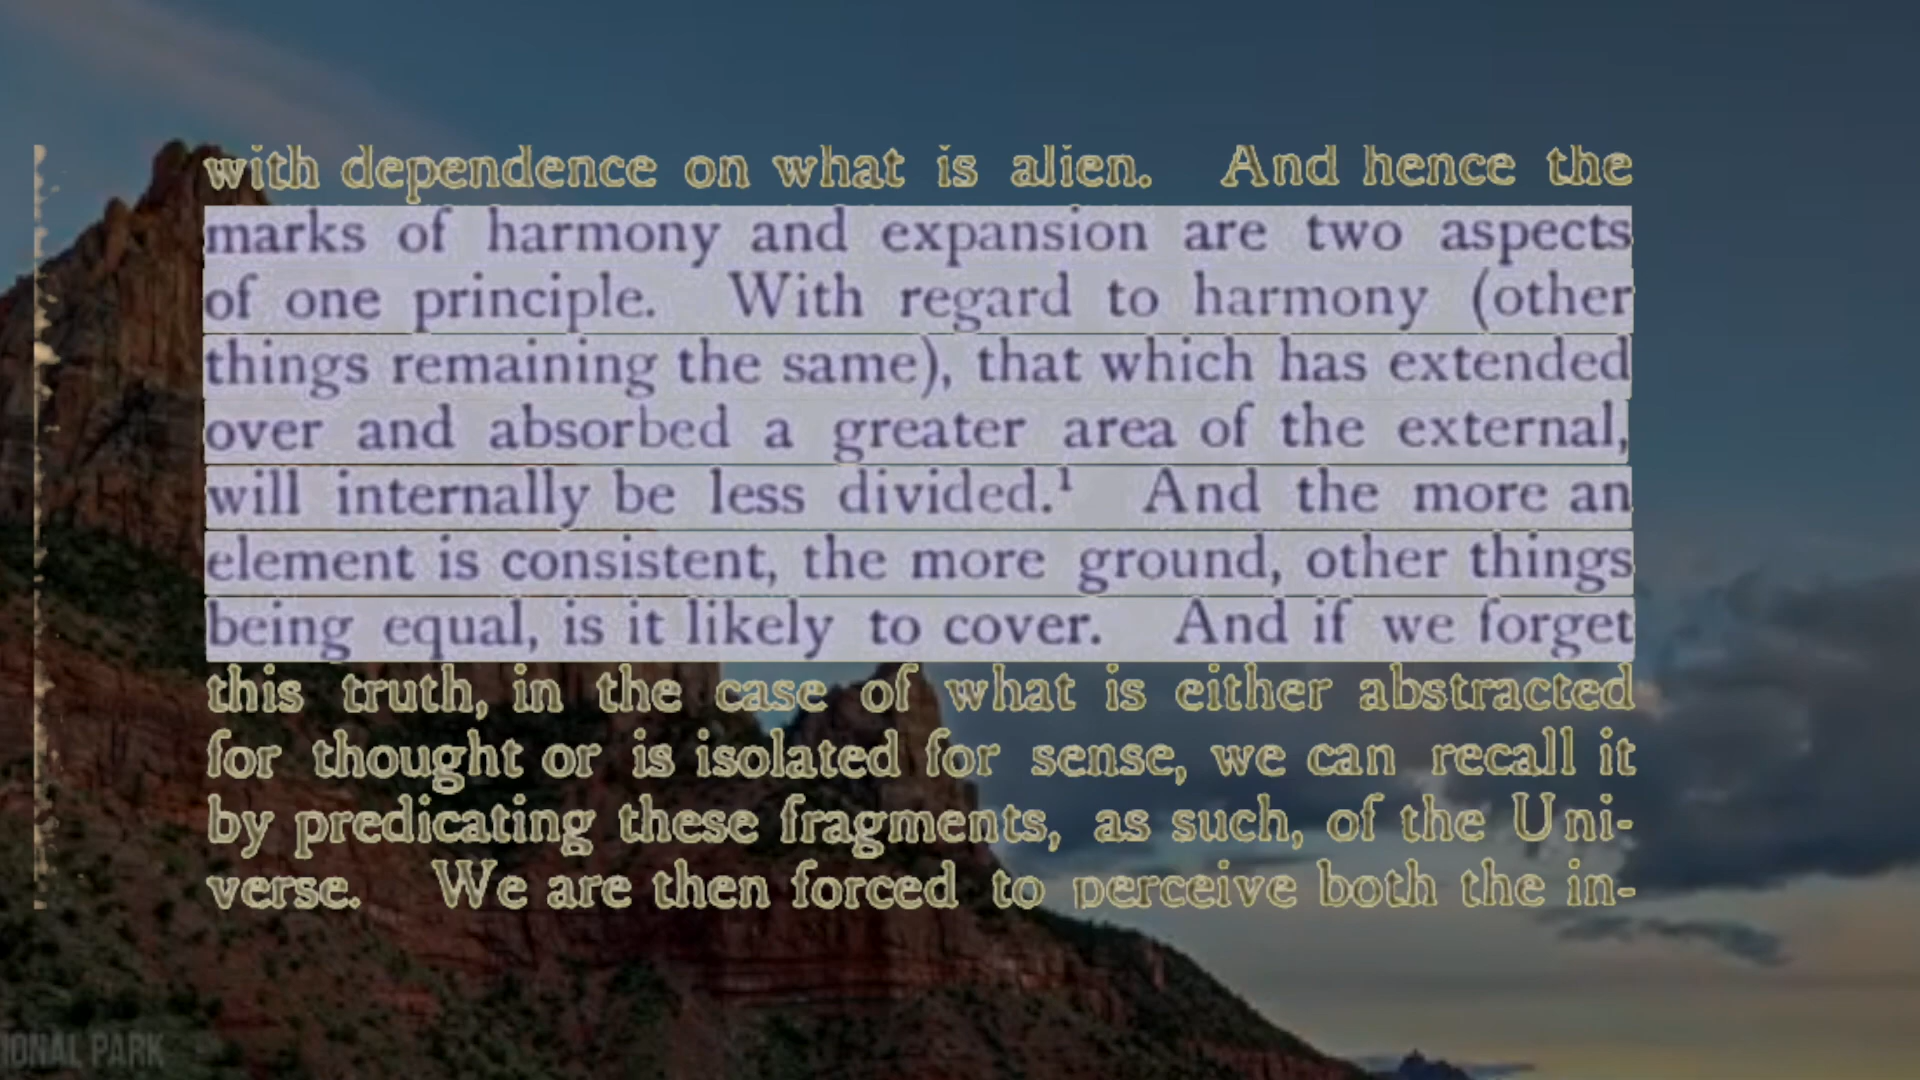 with dependence on what is alien. And hence the
marks of harmony and expansion are two aspects
of one principle. With regard to harmony (other
things remaining the same), that which has extended
over and absorbed a greater area of the external,
will internally be less divided.¹ And the more an
element is consistent, the more ground, other things
being equal, is it likely to cover. And if we forget
this truth, in the case of what is either abstracted
for thought or is isolated for sense, we can recall it
by predicating these fragments, as such, of the Uni-
verse. We are then forced to perceive both the in-
IONAL PARK